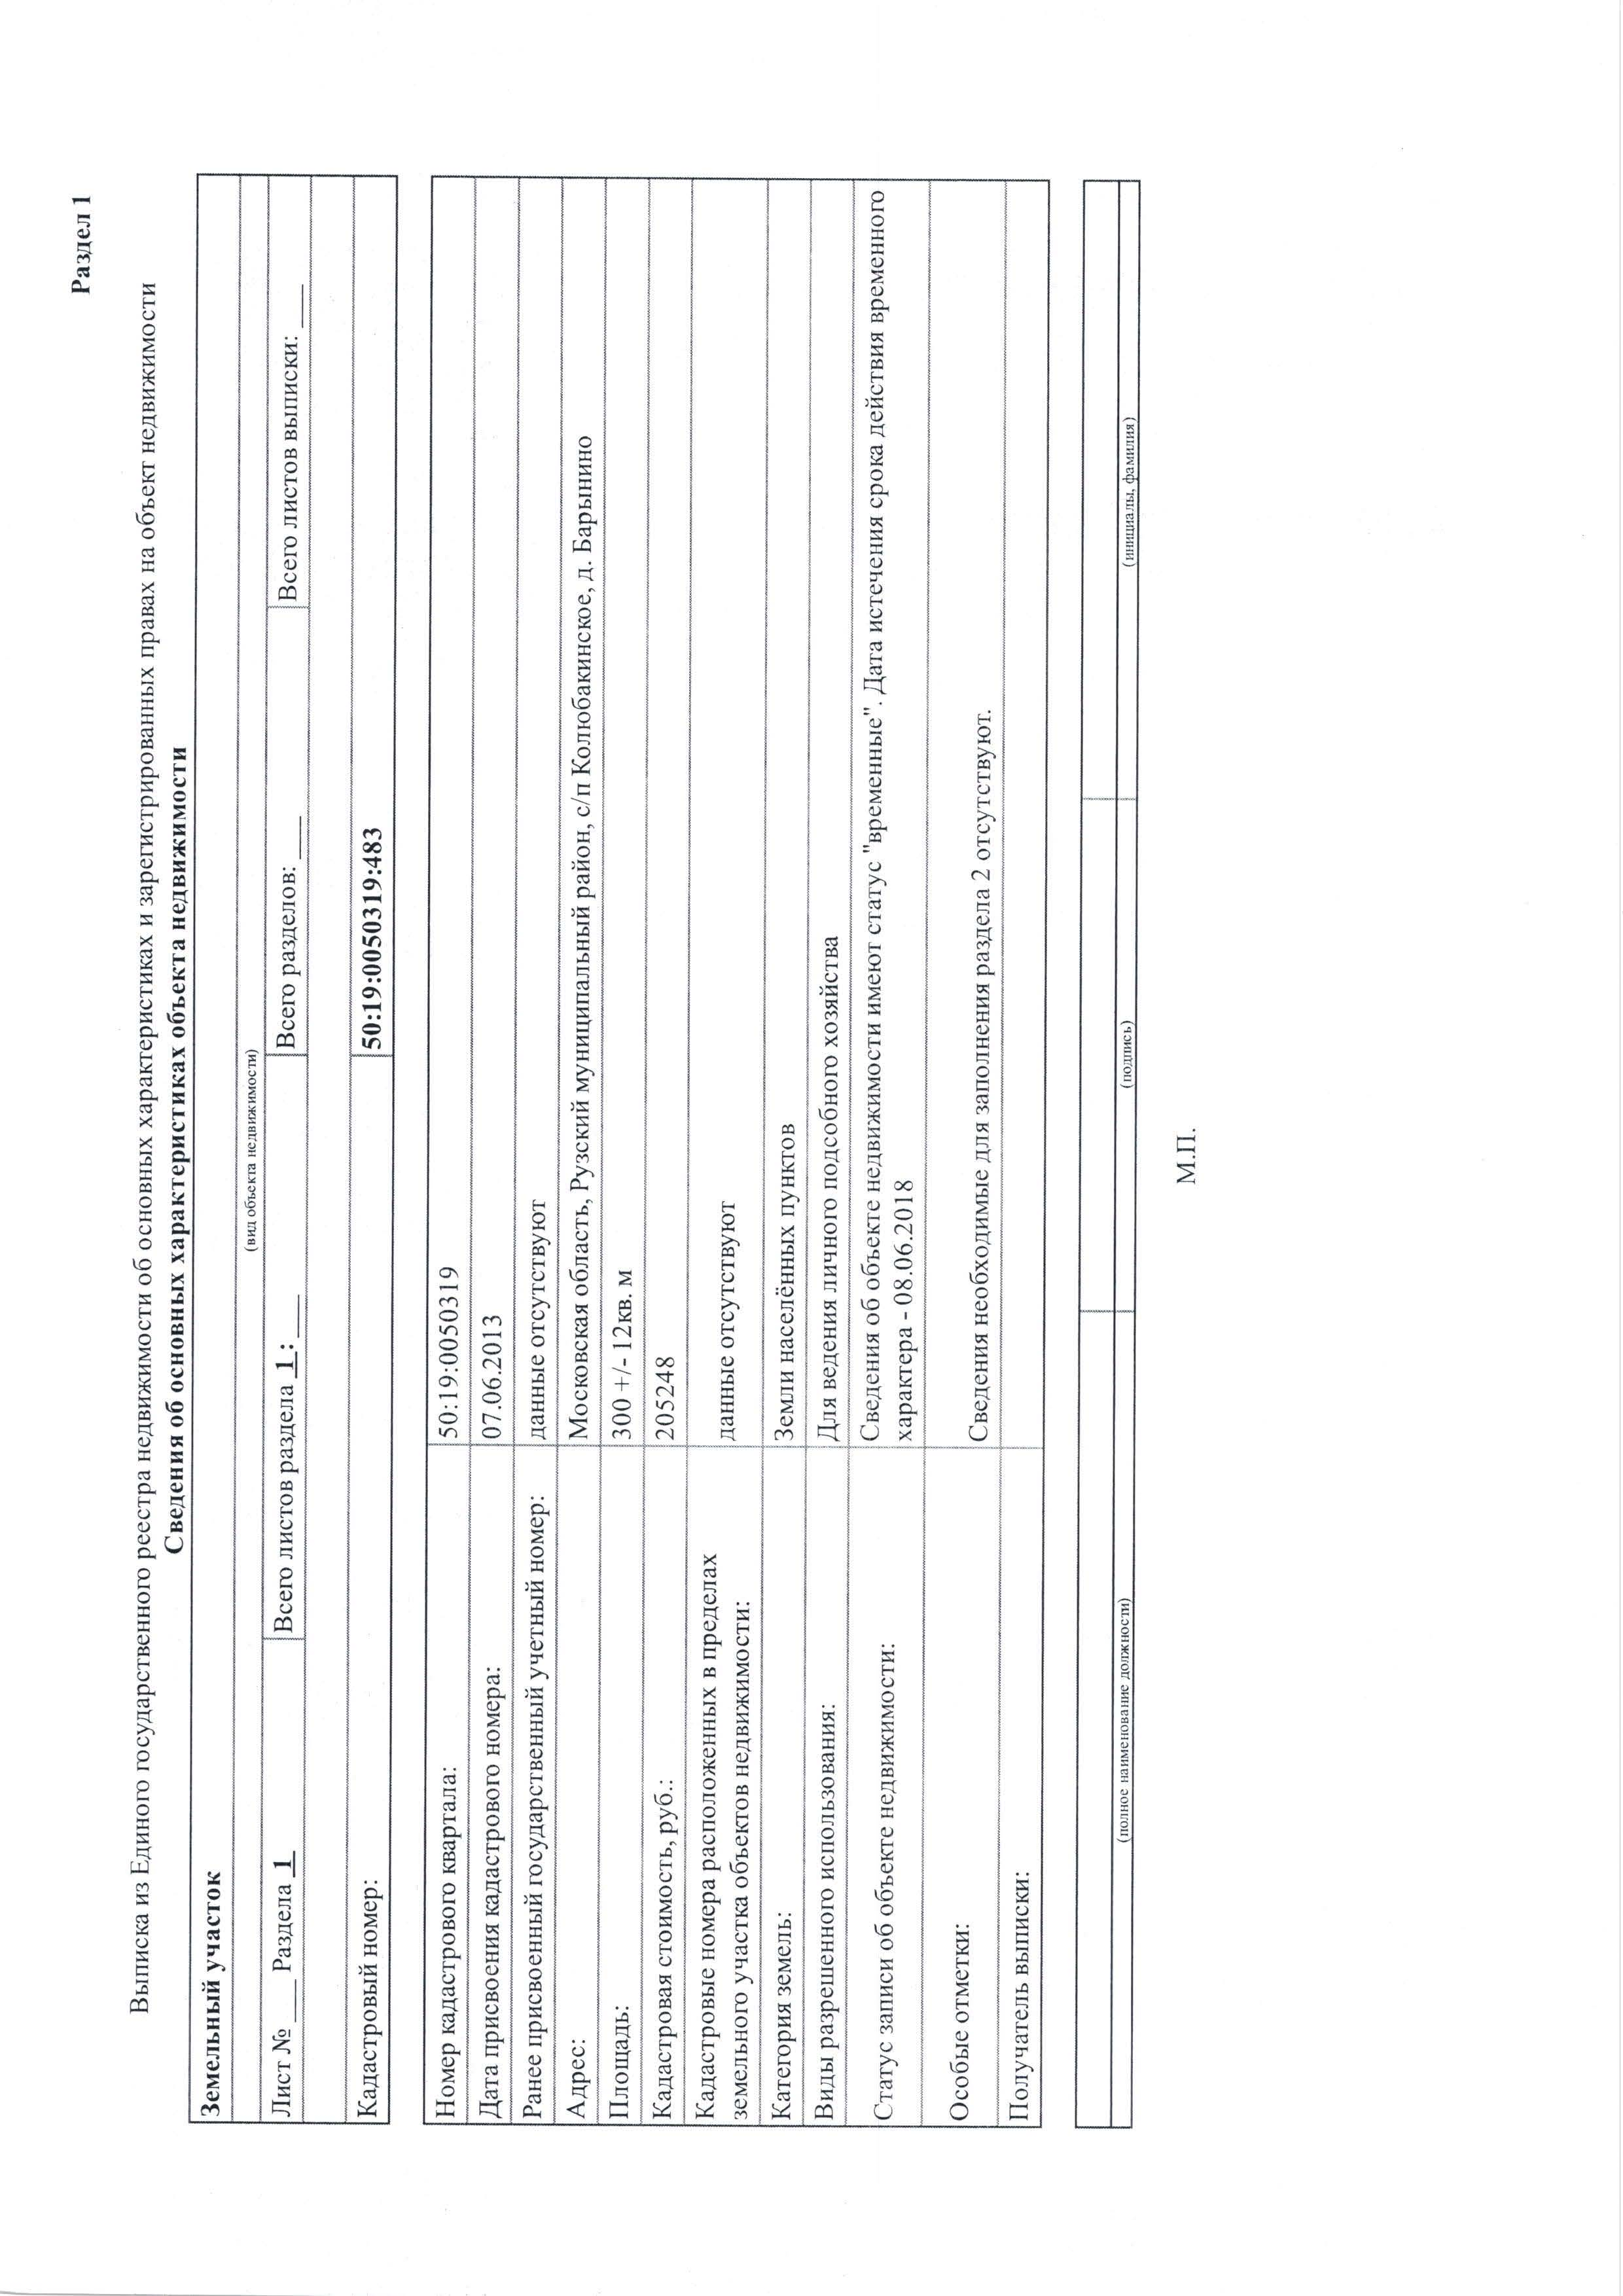 Раздел 1
Выписка из Единого государственного реестра недвижимости об основных характеристиках и зарегистрированных правах на объект недвижимости
Сведения об основных характеристиках объекта недвижимости
Земельный участок
(вид объекта недвижимости)
Лист № ___ Раздела 1 Всего листов раздела 1 : ___ Всего разделов: ___ Всего листов выписки: ___
Кадастровый номер: 50:19:0050319:483
Номер кадастрового квартала: 50:19:0050319
Дата присвоения кадастрового номера: 07.06.2013
Ранее присвоенный государственный учетный номер: данные отсутствуют
Адрес: Московская область, Рузский муниципальный район, с/п Колюбакинское, д. Барынино
Площадь: 300 +/- 12кв. м
Кадастровая стоимость, руб.: 205248
Кадастровые номера расположенных в пределах
земельного участка объектов недвижимости: данные отсутствуют
Категория земель: Земли населённых пунктов
Виды разрешенного использования: Для ведения личного подсобного хозяйства
Статус записи об объекте недвижимости: Сведения об объекте недвижимости имеют статус "временные". Дата истечения срока действия временного
характера - 08.06.2018
Особые отметки: Сведения необходимые для заполнения раздела 2 отсутствуют.
Получатель выписки:
(полное наименование должности) (подпись) (инициалы, фамилия)
М.П.